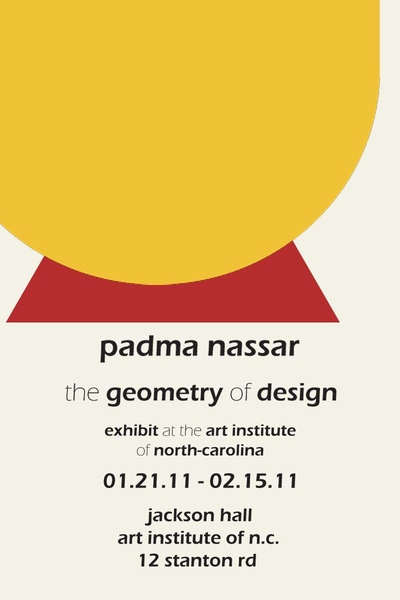 padma nassar
the geometry of design
exhibit at the art institute
of north-carolina
01.21.11 - 02.15.11
jackson hall
art institute of n.c.
12 stanton rd